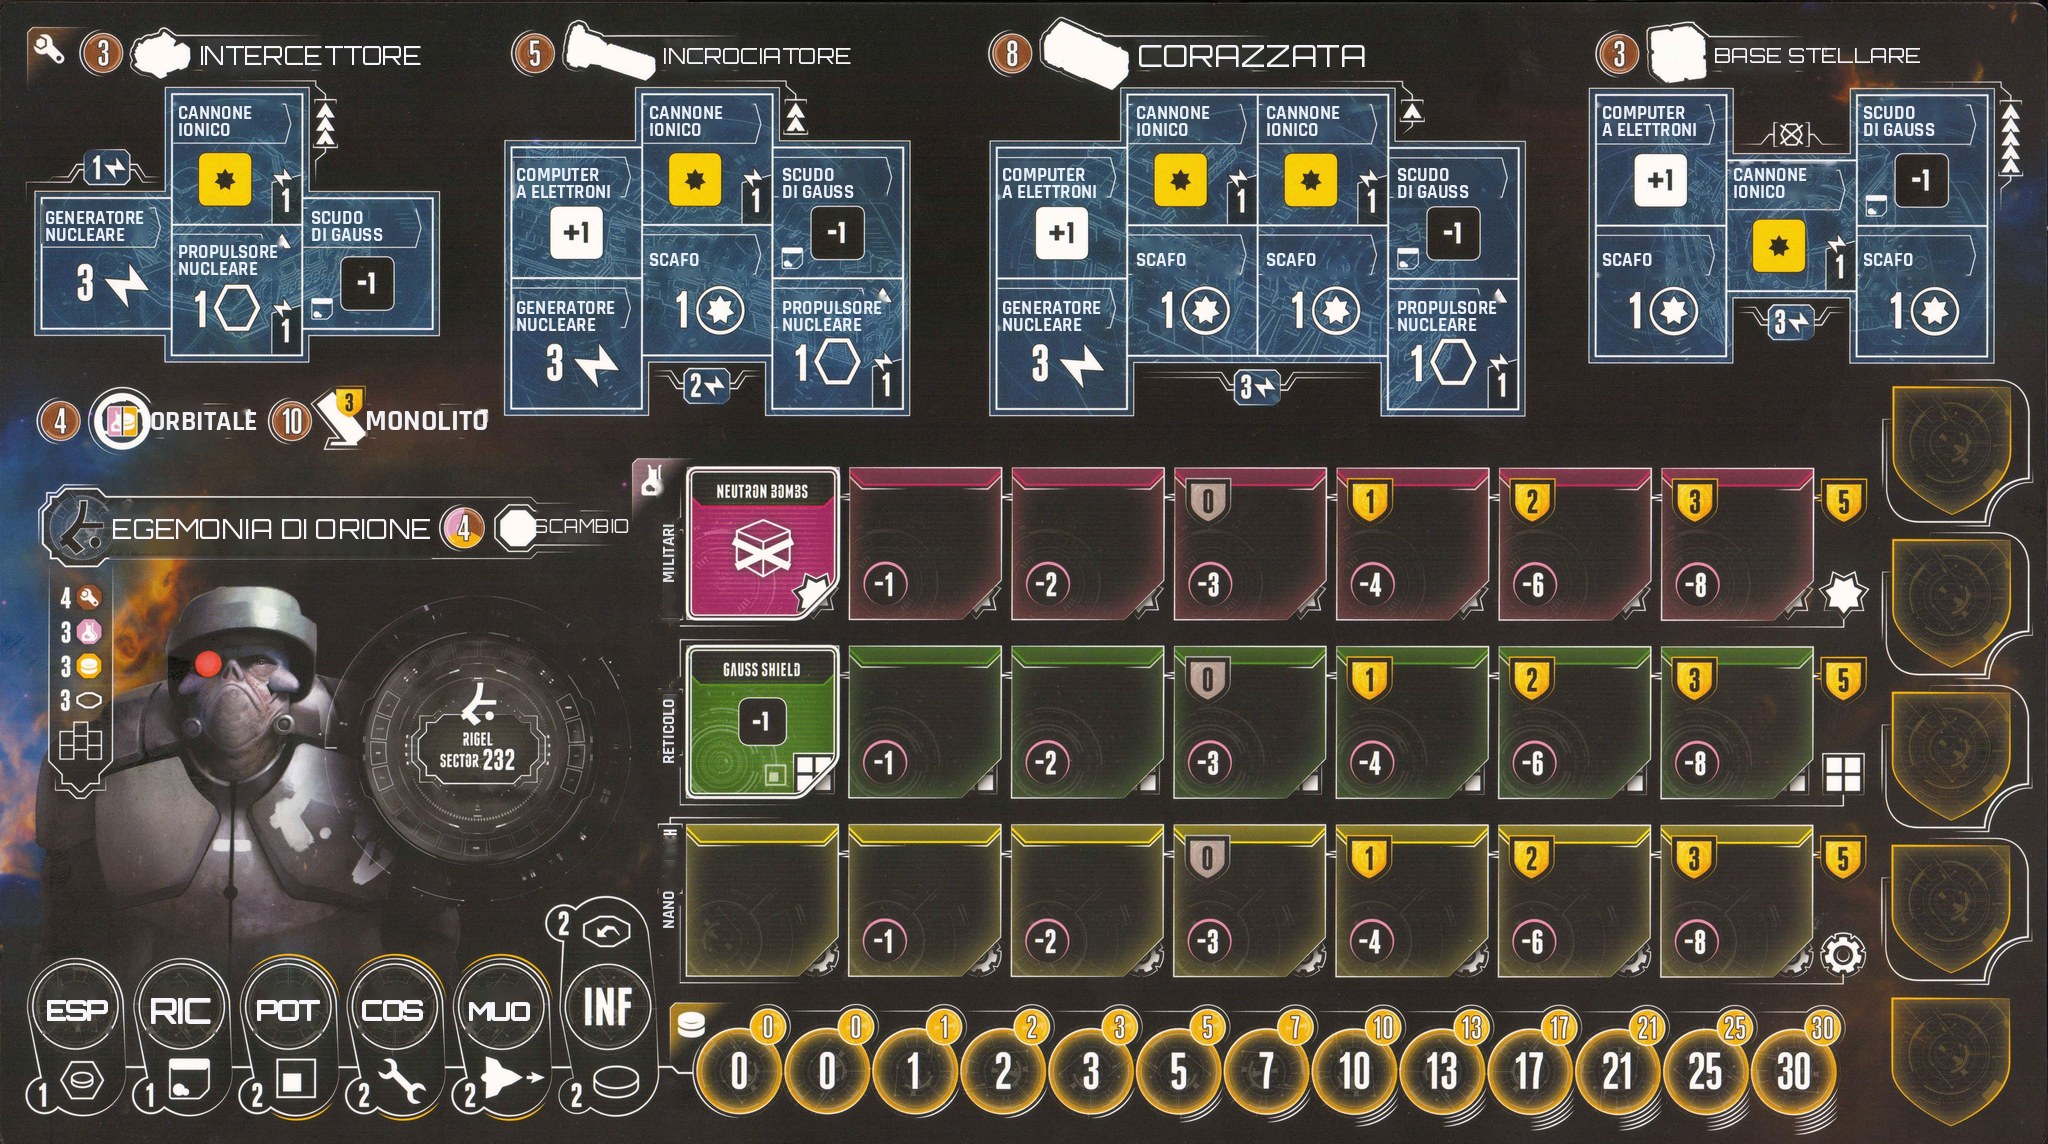 3 INTERCETTORE
5 INCROCIATORE
8 CORAZZATA
3 BASE STELLARE
CANNONE
IONICO
1
1
GENERATORE
NUCLEARE
3
PROPULSORE
NUCLEARE
1
1
SCUDO
DI GAUSS
-1
COMPUTER
A ELETTRONI
+1
CANNONE
IONICO
1
SCUDO
DI GAUSS
-1
GENERATORE
NUCLEARE
3
SCAFO
1
PROPULSORE
NUCLEARE
1
1
2
COMPUTER
A ELETTRONI
+1
CANNONE
IONICO
1
CANNONE
IONICO
1
SCUDO
DI GAUSS
-1
GENERATORE
NUCLEARE
3
SCAFO
1
SCAFO
1
PROPULSORE
NUCLEARE
1
1
3
COMPUTER
A ELETTRONI
+1
CANNONE
IONICO
1
SCUDO
DI GAUSS
-1
SCAFO
1
SCAFO
1
3
4 ORBITALE 10 3 MONOLITO
EGEMONIA DI ORIONE 4 SCAMBIO
4
3
3
3
RIGEL
SECTOR 232
MILITARI
NEUTRON BOMBS
0 1 2 3 5
-1 -2 -3 -4 -6 -8
RETICOLO
GAUSS SHIELD
-1
0 1 2 3 5
-1 -2 -3 -4 -6 -8
NANO
0 1 2 3 5
-1 -2 -3 -4 -6 -8
2
ESP RIC POT COS MUO INF
1 1 2 2 2 2
0 0 1 2 3 5 7 10 13 17 21 25 30
0 0 1 2 3 5 7 10 13 17 21 25 30